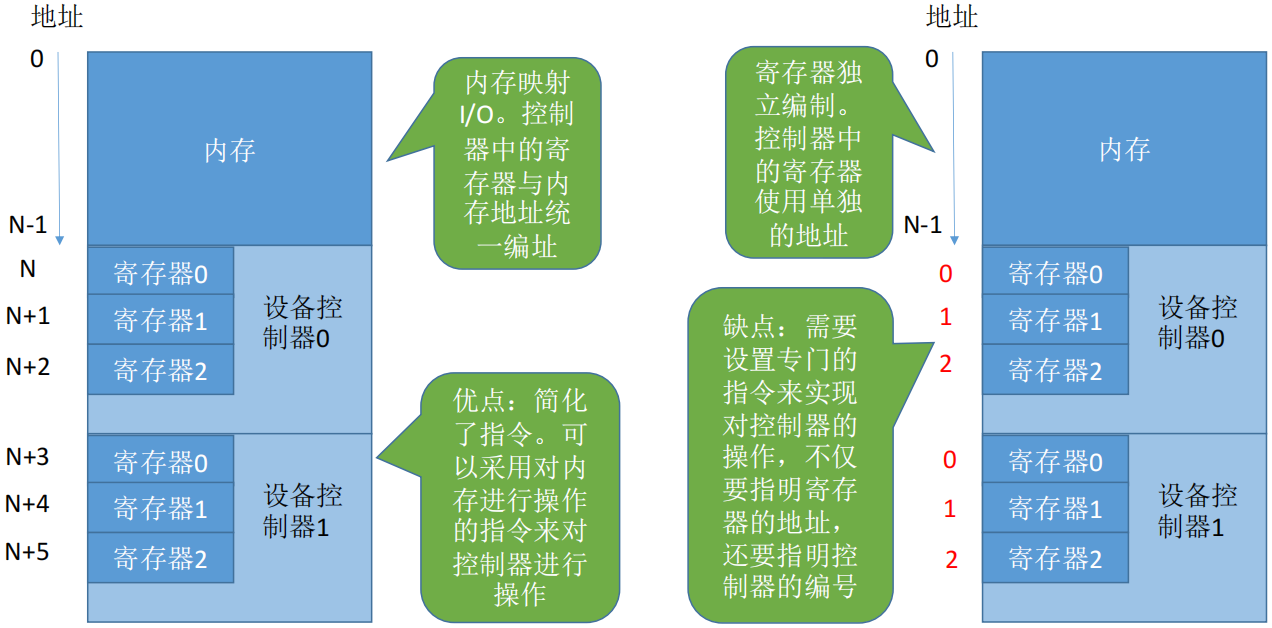 地址
0
内存
N-1
N
寄存器0
N+1
寄存器1
N+2
寄存器2
设备控
制器0
N+3
寄存器0
N+4
寄存器1
N+5
寄存器2
设备控
制器1
内存映射
I/O。控制
器中的寄
存器与内
存地址统
一编址
优点：简化
了指令。可
以采用对内
存进行操作
的指令来对
控制器进行
操作
寄存器独
立编制。
控制器中
的寄存器
使用单独
的地址
缺点：需要
设置专门的
指令来实现
对控制器的
操作，不仅
要指明寄存
器的地址，
还要指明控
制器的编号
地址
0
内存
N-1
0
寄存器0
1
寄存器1
2
寄存器2
设备控
制器0
0
寄存器0
1
寄存器1
2
寄存器2
设备控
制器1